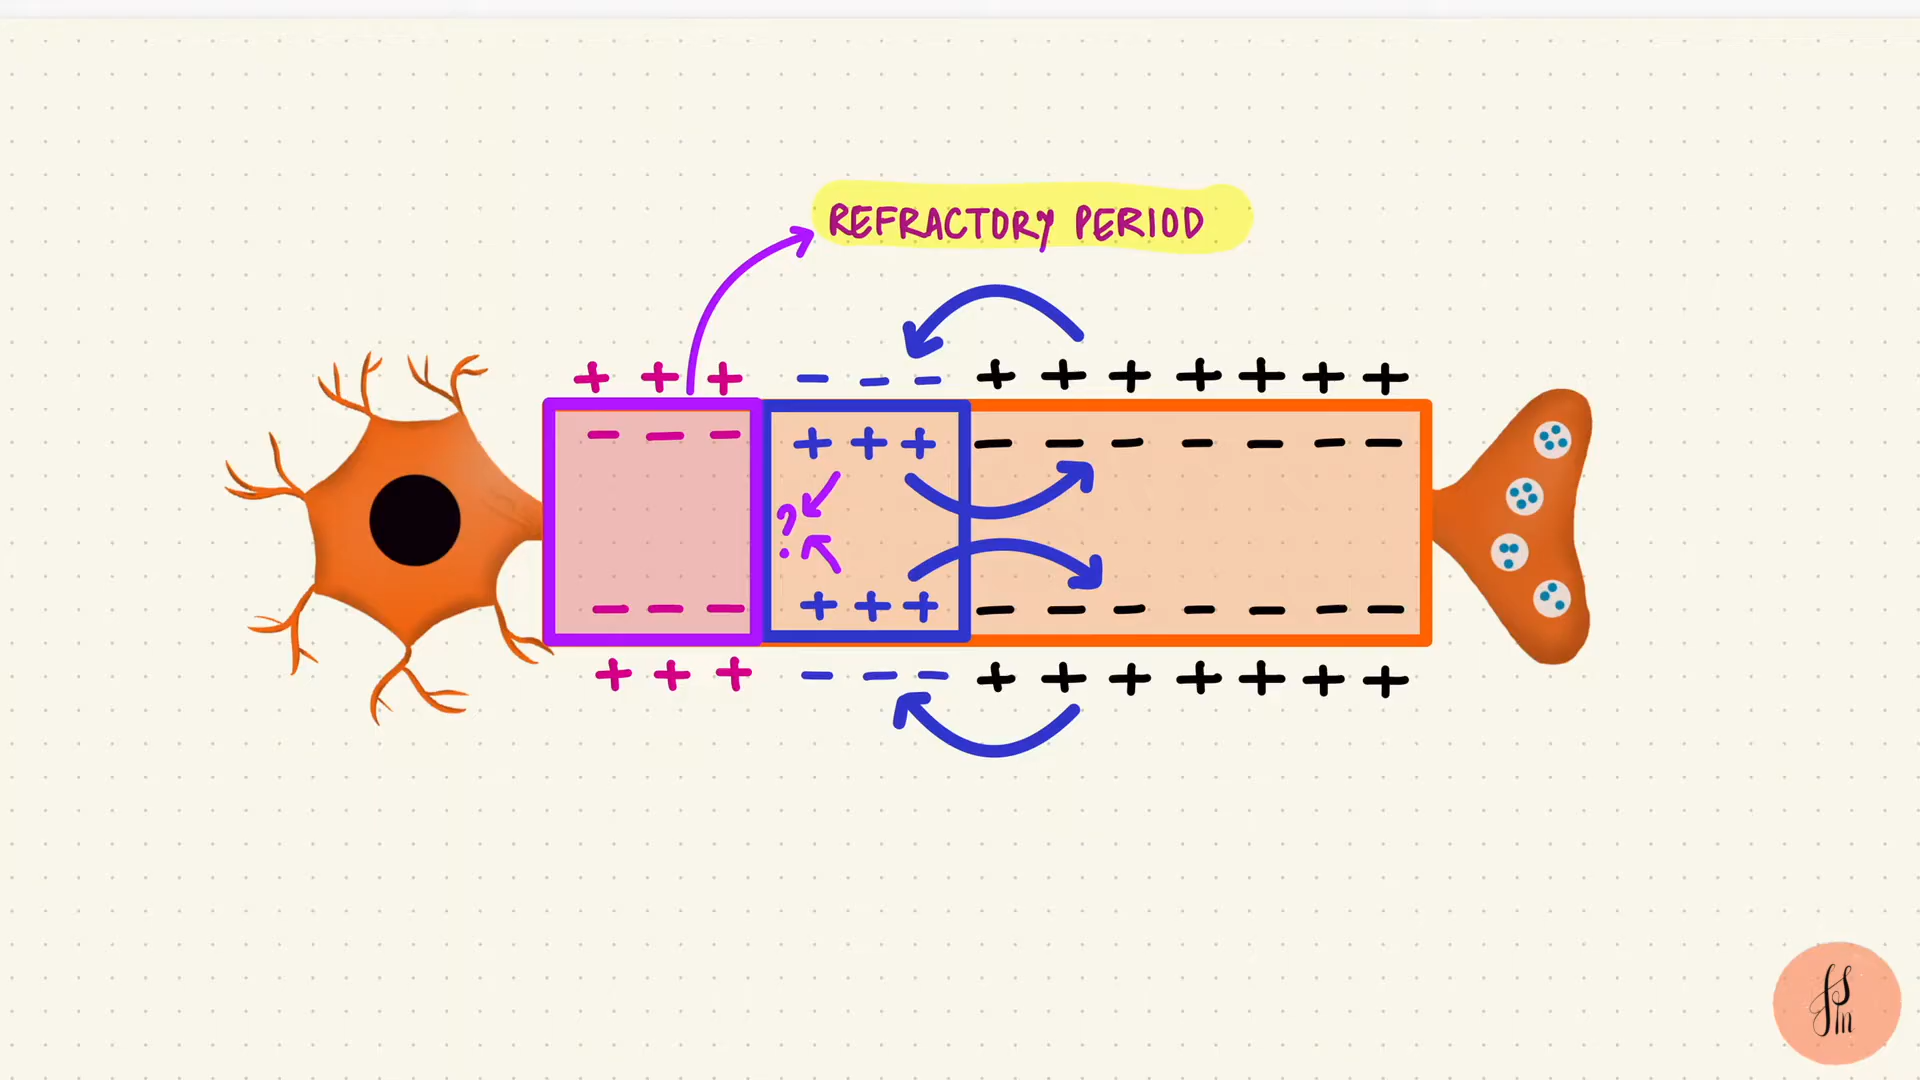 REFRACTORY PERIOD
+ + + - - - + + + + + + +
- - - + + + - - - - - - -
?
- - - + + + - - - - - - -
+ + + - - - + + + + + + +